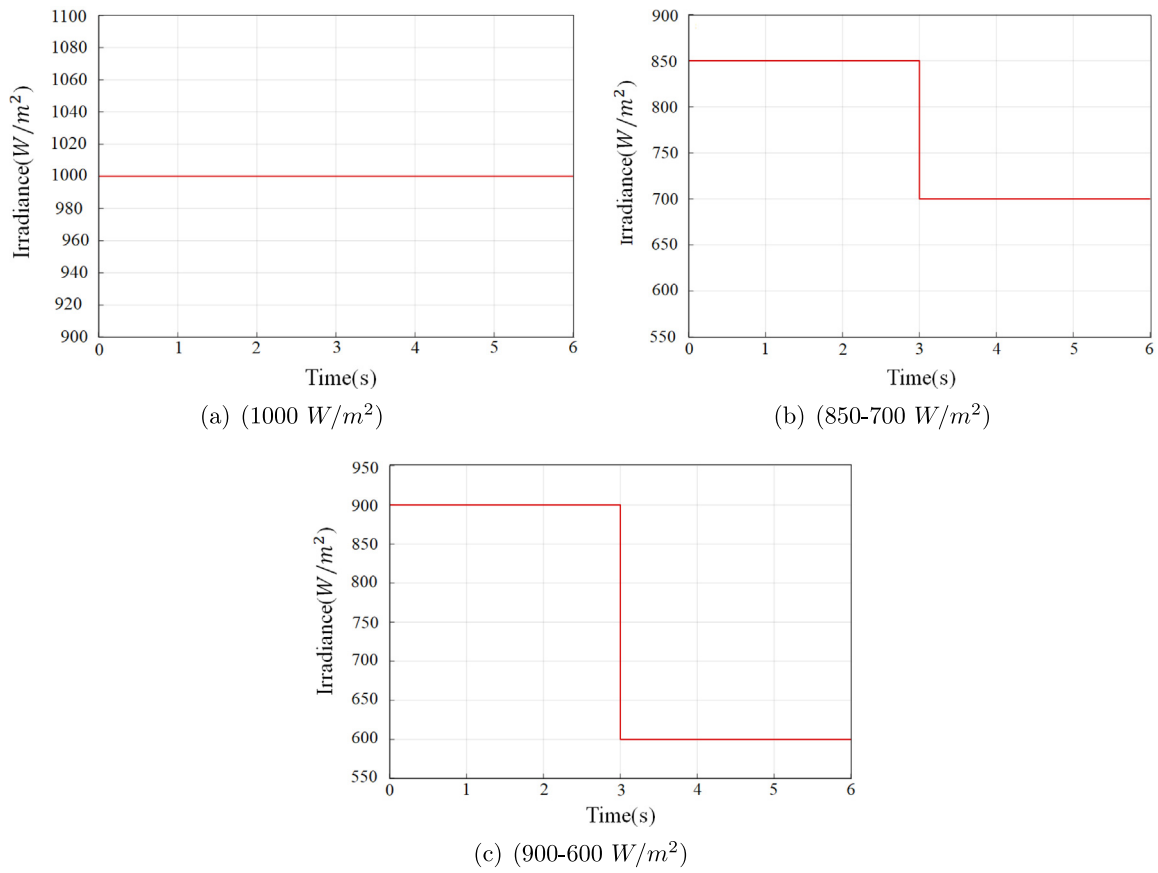 Irradiance(W/m²)
1100
1080
1060
1040
1020
1000
980
960
940
920
900
0 1 2 3 4 5 6
Time(s)
(a) (1000 W/m²)
Irradiance(W/m²)
900
850
800
750
700
650
600
550
0 1 2 3 4 5 6
Time(s)
(b) (850-700 W/m²)
Irradiance(W/m²)
950
900
850
800
750
700
650
600
550
0 1 2 3 4 5 6
Time(s)
(c) (900-600 W/m²)